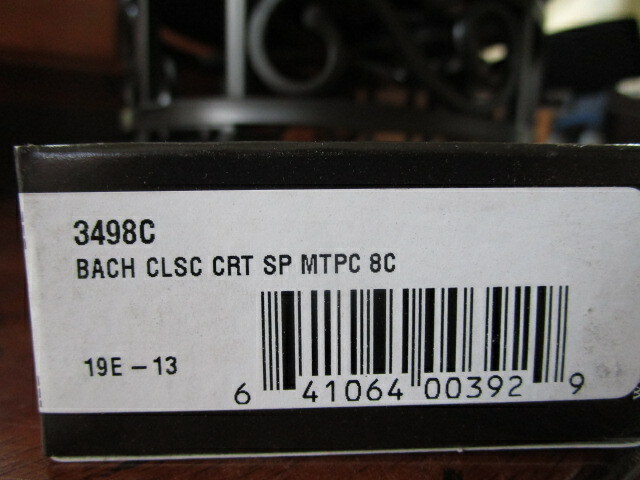 3498C
BACH CLSC CRT SP MTPC 8C
19E - 13
6 41064 00392 9